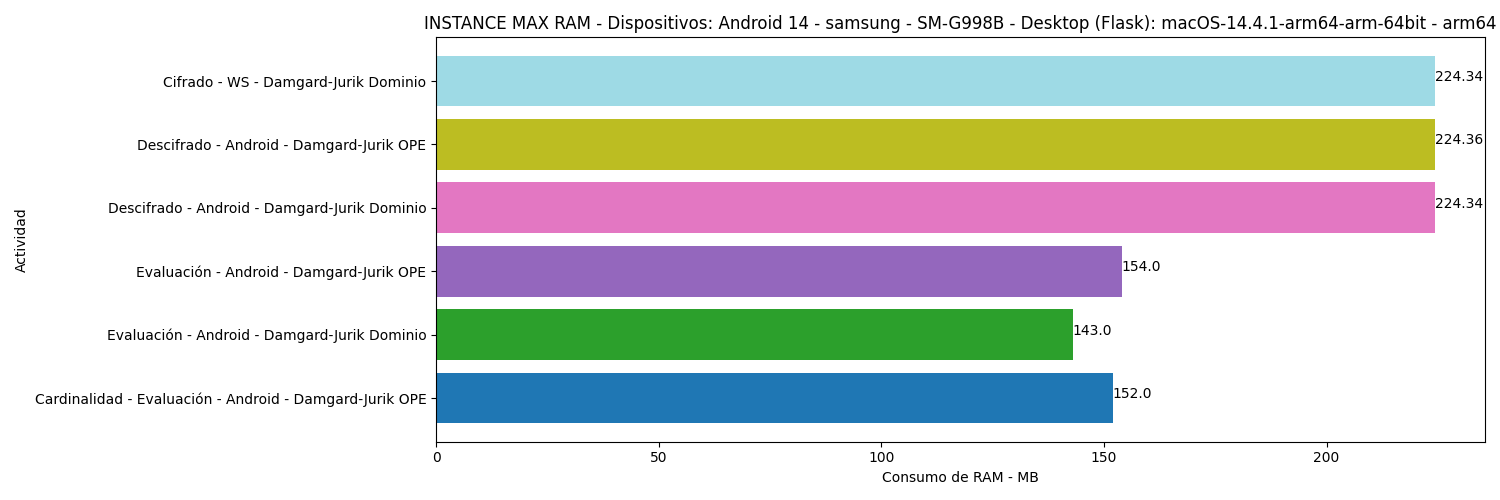 INSTANCE MAX RAM - Dispositivos: Android 14 - samsung - SM-G998B - Desktop (Flask): macOS-14.4.1-arm64-arm-64bit - arm64
Actividad
Cifrado - WS - Damgard-Jurik Dominio
224.34
Descifrado - Android - Damgard-Jurik OPE
224.36
Descifrado - Android - Damgard-Jurik Dominio
224.34
Evaluación - Android - Damgard-Jurik OPE
154.0
Evaluación - Android - Damgard-Jurik Dominio
143.0
Cardinalidad - Evaluación - Android - Damgard-Jurik OPE
152.0
0 50 100 150 200
Consumo de RAM - MB